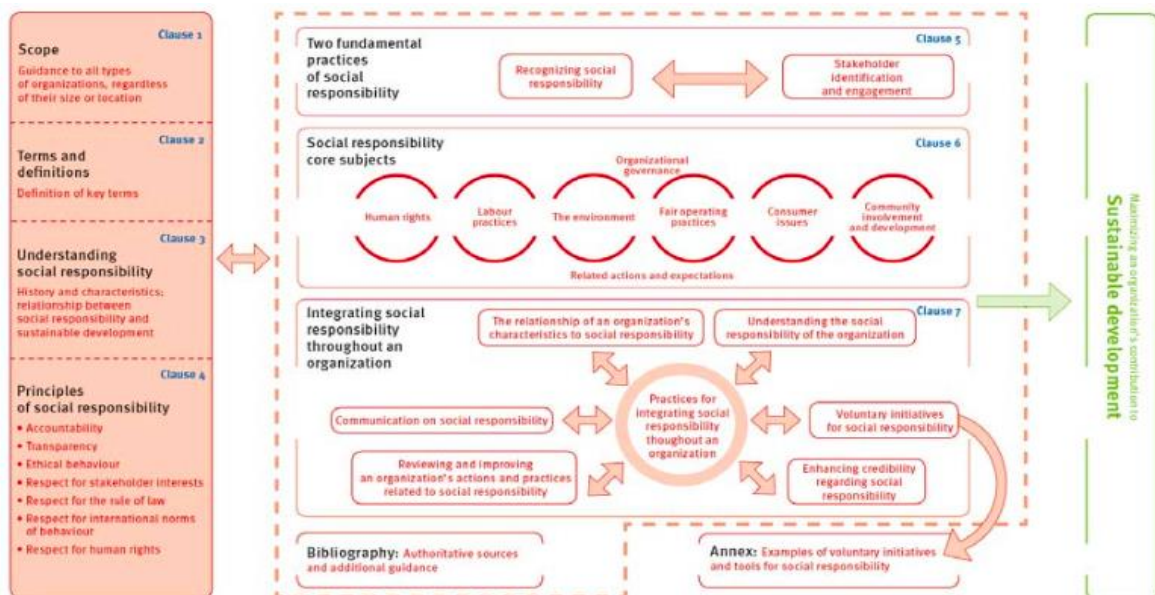 Clause 1
Scope
Guidance to all types
of organizations, regardless
of their size or location
Clause 2
Terms and
definitions
Definition of key terms
Clause 3
Understanding
social responsibility
History and characteristics;
relationship between
social responsibility and
sustainable development
Clause 4
Principles
of social responsibility
• Accountability
• Transparency
• Ethical behaviour
• Respect for stakeholder interests
• Respect for the rule of law
• Respect for international norms
of behaviour
• Respect for human rights
Two fundamental
practices
of social
responsibility
Clause 5
Recognizing social
responsibility
Stakeholder
identification
and engagement
Social responsibility
core subjects
Clause 6
Organizational
governance
Human rights
Labour
practices
The environment
Fair operating
practices
Consumer
issues
Community
involvement
and development
Related actions and expectations
Integrating social
responsibility
throughout an
organization
Clause 7
The relationship of an organization's
characteristics to social responsibility
Understanding the social
responsibility of the organization
Practices for
integrating social
responsibility
thoughout an
organization
Communication on social responsibility
Voluntary initiatives
for social responsibility
Reviewing and improving
an organization's actions and practices
related to social responsibility
Enhancing credibility
regarding social
responsibility
Bibliography: Authoritative sources
and additional guidance
Annex: Examples of voluntary initiatives
and tools for social responsibility
Maximizing an organization's contribution to
Sustainable development